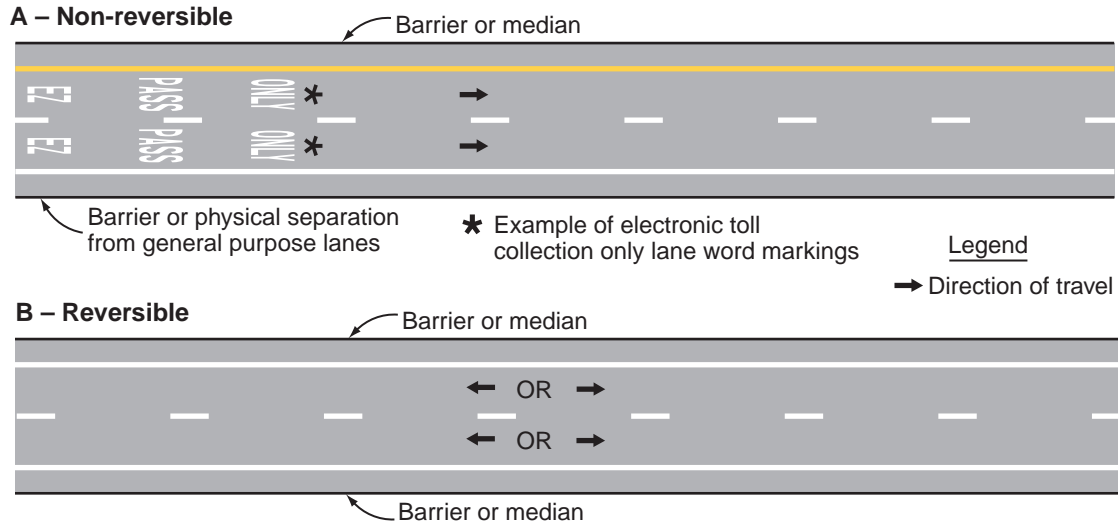 A – Non-reversible
Barrier or median
EZ PASS ONLY *
EZ PASS ONLY *
Barrier or physical separation
from general purpose lanes
* Example of electronic toll
collection only lane word markings
Legend
Direction of travel
B – Reversible
Barrier or median
OR
OR
Barrier or median